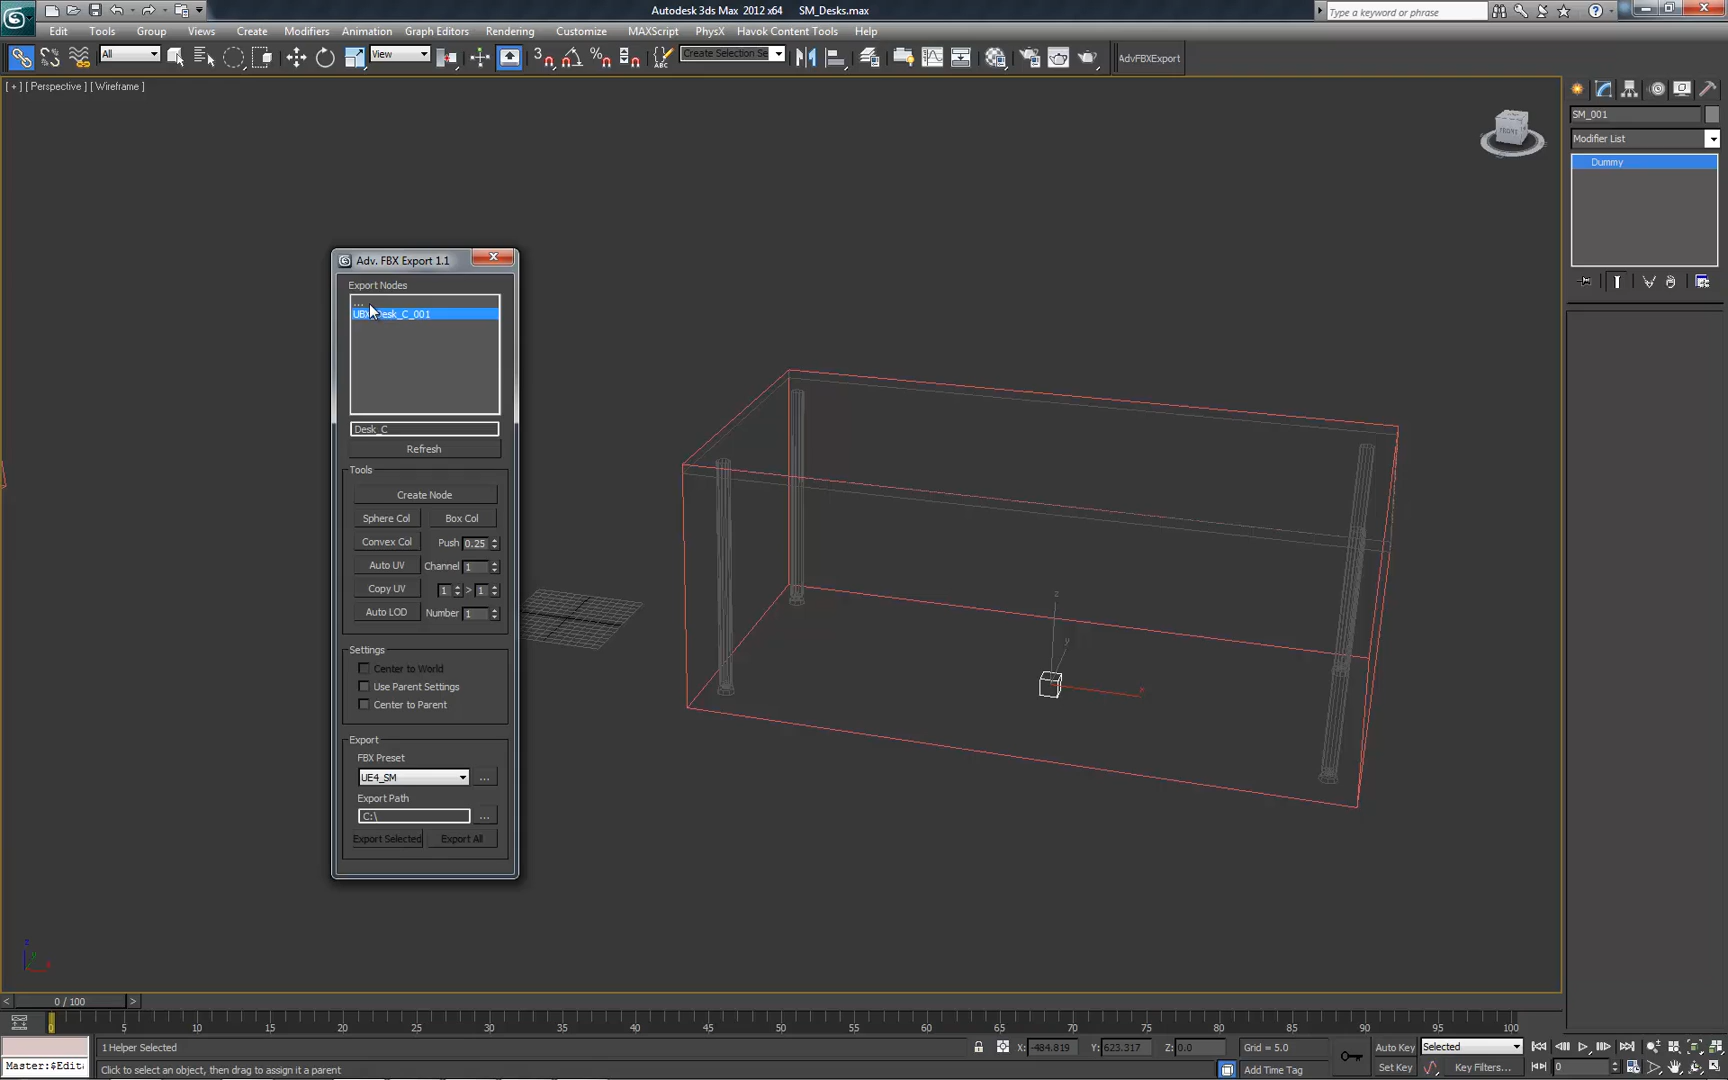 Autodesk 3ds Max 2012 x64 SM_Desks.max
Type a keyword or phrase
Edit Tools Group Views Create Modifiers Animation Graph Editors Rendering Customize MAXScript PhysX Havok Content Tools Help
All View 3 Create Selection Se AdvFBXExport
[ + ] [ Perspective ] [ Wireframe ]
FRONT
SM_001
Modifier List
Dummy
Adv. FBX Export 1.1
Export Nodes
...
Desk_C_001
Desk_C
Refresh
Tools
Create Node
Sphere Col Box Col
Convex Col Push 0.25
Auto UV Channel 1
Copy UV 1 > 1
Auto LOD Number 1
Settings
Center to World
Use Parent Settings
Center to Parent
Export
FBX Preset
UE4_SM ...
Export Path
C:\ ...
Export Selected Export All
z
y
x
z
y
x
< 0 / 100 >
0 5 10 15 20 25 30 35 40 45 50 55 60 65 70 75 80 85 90 95 100
1 Helper Selected X: -484.819 Y: 623.317 Z: 0.0 Grid = 5.0 Auto Key Selected
Master:$Edit Click to select an object, then drag to assign it a parent Add Time Tag Set Key Key Filters... 0